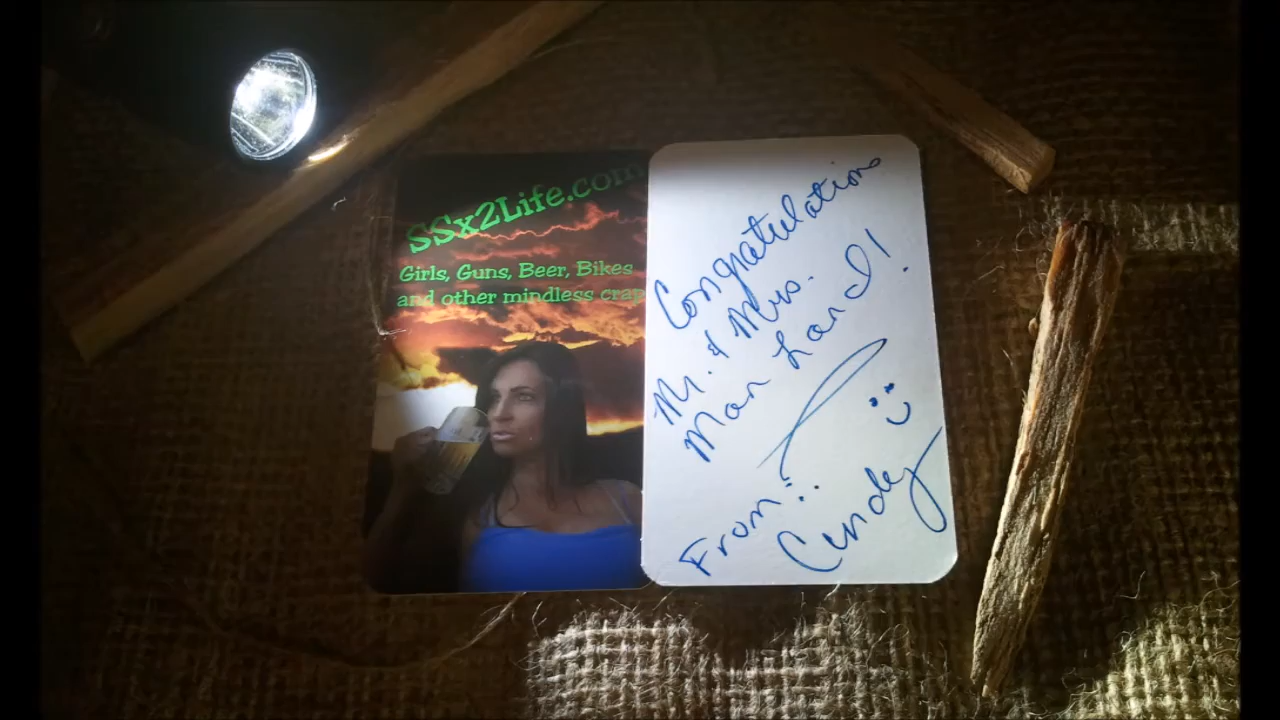 SSx2Life.com
Girls, Guns, Beer, Bikes
and other mindless crap
Congratulations
Mr. & Mrs.
Man Land!
From:
Cindy